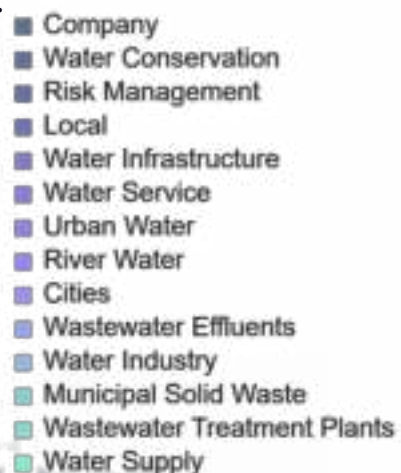 Company
Water Conservation
Risk Management
Local
Water Infrastructure
Water Service
Urban Water
River Water
Cities
Wastewater Effluents
Water Industry
Municipal Solid Waste
Wastewater Treatment Plants
Water Supply